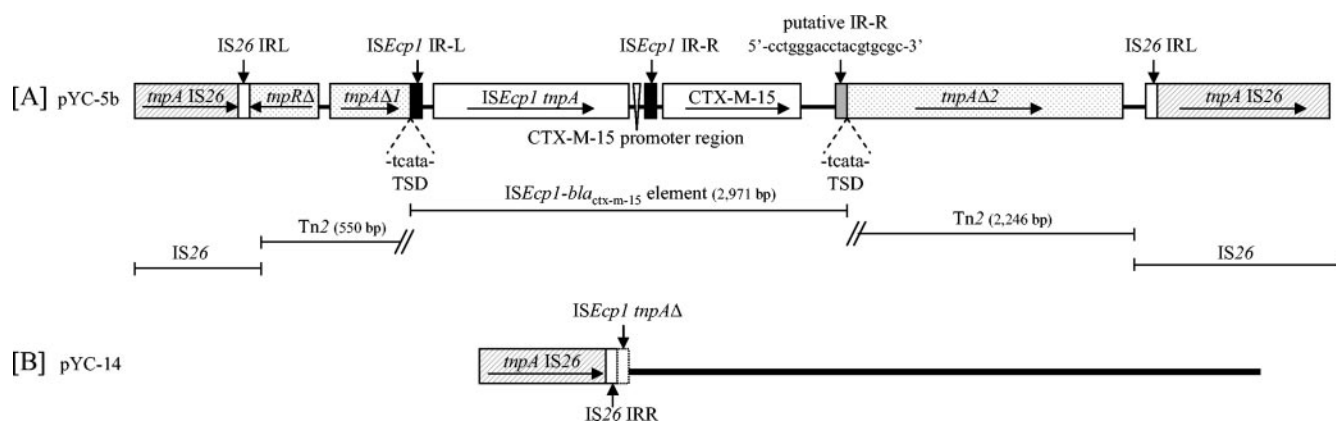 putative IR-R
IS26 IRL
ISEcp1 IR-L
ISEcp1 IR-R
5'-cctgggacctacgtgcgc-3'
IS26 IRL
[A] pYC-5b
tnpA IS26
tnpRΔ
tnpAΔ1
ISEcp1 tnpA
CTX-M-15
tnpAΔ2
tnpA IS26
CTX-M-15 promoter region
-tcata-
TSD
-tcata-
TSD
ISEcp1-blactx-m-15 element (2,971 bp)
Tn2 (550 bp)
Tn2 (2,246 bp)
IS26
IS26
ISEcp1 tnpAΔ
[B] pYC-14
tnpA IS26
IS26 IRR